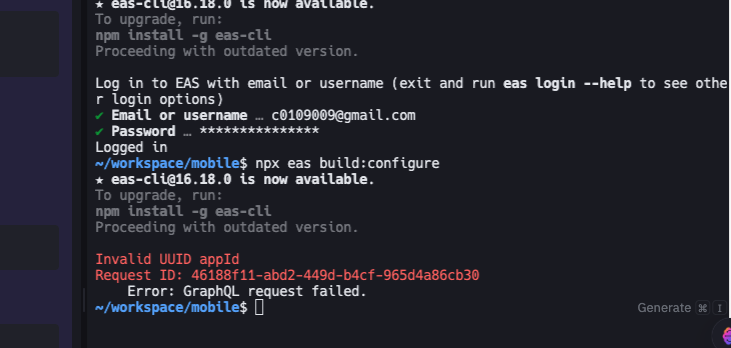 ★ eas-cli@16.18.0 is now available.
To upgrade, run:
npm install -g eas-cli
Proceeding with outdated version.
Log in to EAS with email or username (exit and run eas login --help to see othe
r login options)
✔ Email or username … c0109009@gmail.com
✔ Password … ***************
Logged in
~/workspace/mobile$ npx eas build:configure
★ eas-cli@16.18.0 is now available.
To upgrade, run:
npm install -g eas-cli
Proceeding with outdated version.
Invalid UUID appId
Request ID: 46188f11-abd2-449d-b4cf-965d4a86cb30
Error: GraphQL request failed.
~/workspace/mobile$
Generate ⌘ I